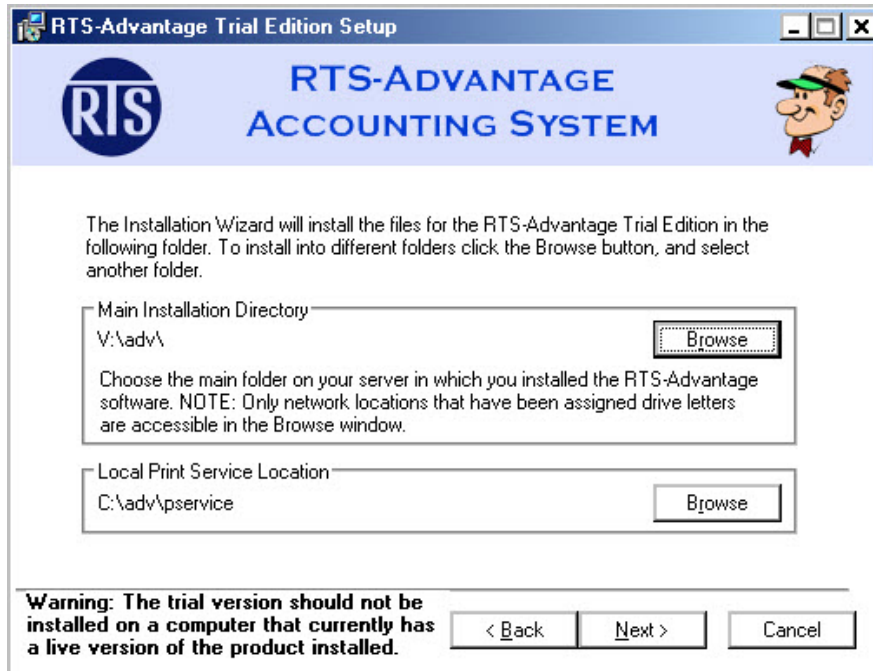 RTS-Advantage Trial Edition Setup
RTS
RTS-ADVANTAGE
ACCOUNTING SYSTEM
The Installation Wizard will install the files for the RTS-Advantage Trial Edition in the
following folder. To install into different folders click the Browse button, and select
another folder.
Main Installation Directory
V:\adv\
Browse
Choose the main folder on your server in which you installed the RTS-Advantage
software. NOTE: Only network locations that have been assigned drive letters
are accessible in the Browse window.
Local Print Service Location
C:\adv\pservice
Browse
Warning: The trial version should not be
installed on a computer that currently has
a live version of the product installed.
< Back
Next >
Cancel